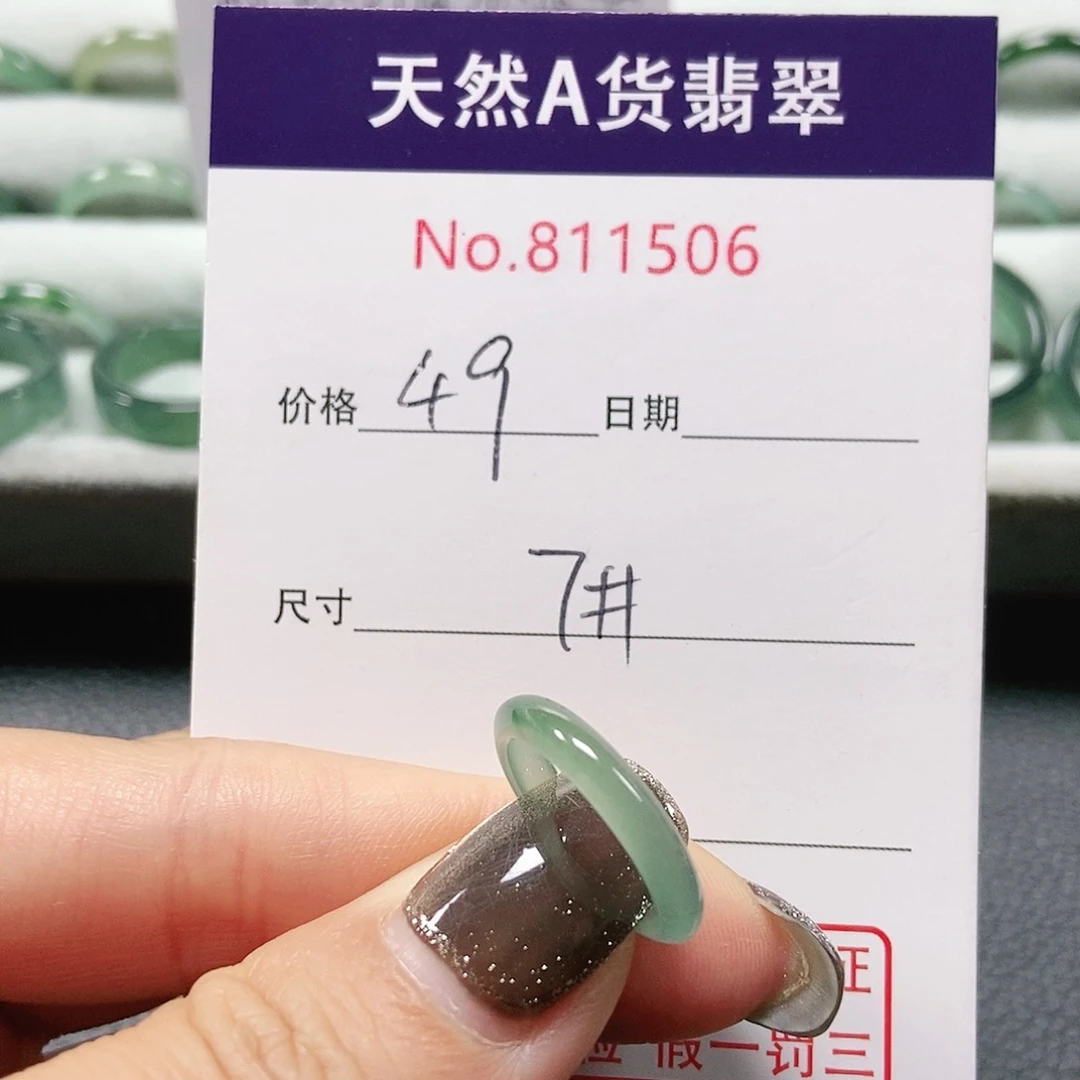 天然A货翡翠
No.811506
价格 49 日期
尺寸 7#
正
假一罚三